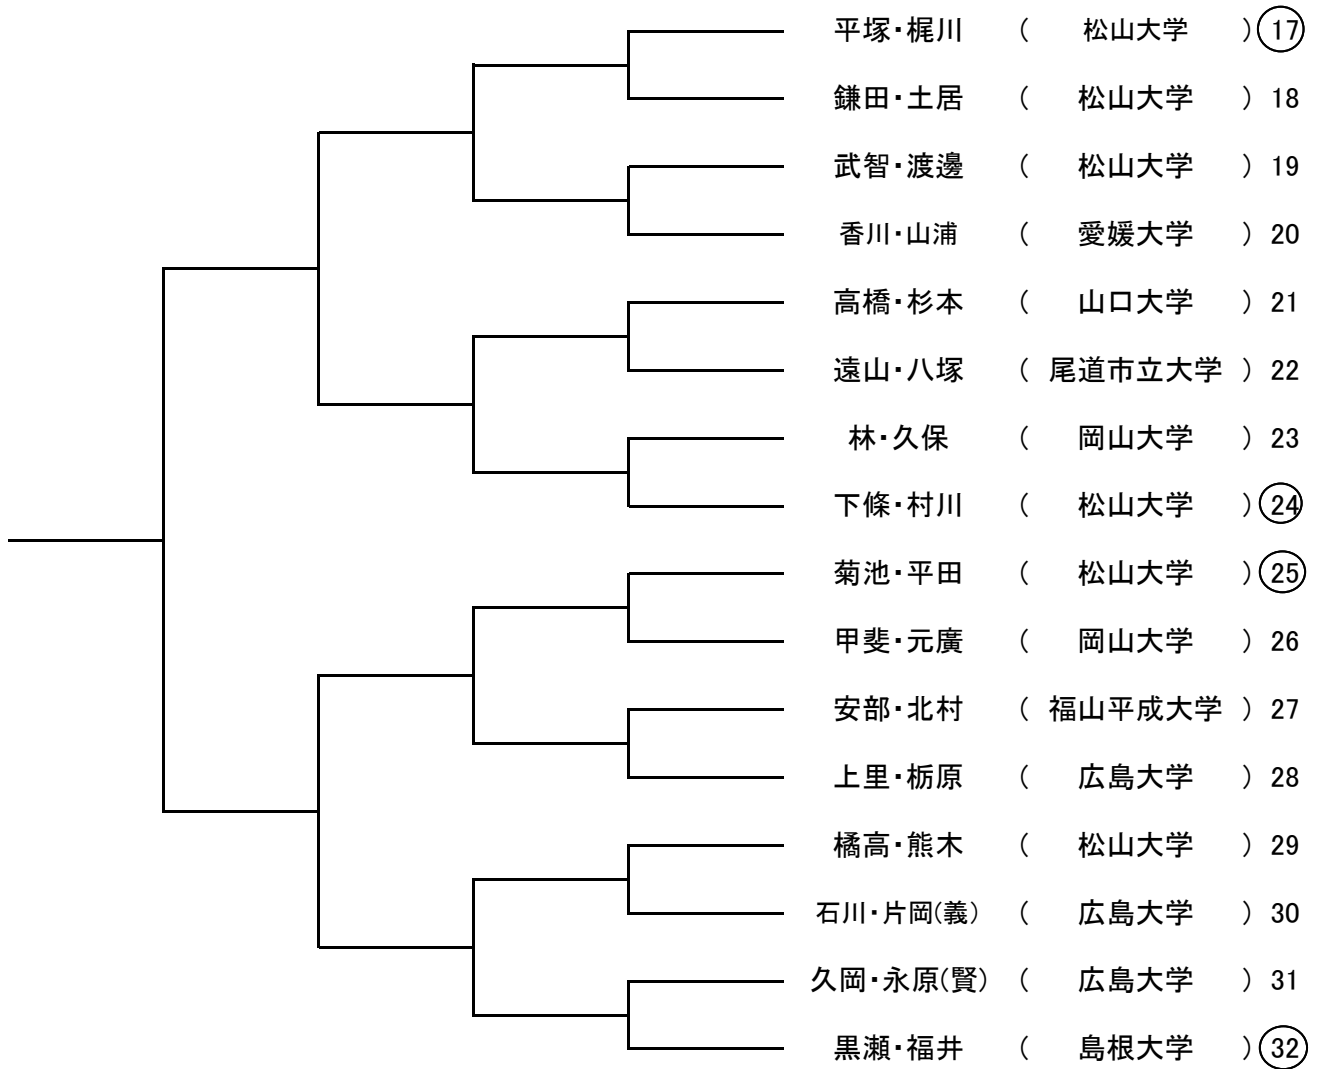 平塚・梶川 ( 松山大学 ) 17
鎌田・土居 ( 松山大学 ) 18
武智・渡邊 ( 松山大学 ) 19
香川・山浦 ( 愛媛大学 ) 20
高橋・杉本 ( 山口大学 ) 21
遠山・八塚 ( 尾道市立大学 ) 22
林・久保 ( 岡山大学 ) 23
下條・村川 ( 松山大学 ) 24
菊池・平田 ( 松山大学 ) 25
甲斐・元廣 ( 岡山大学 ) 26
安部・北村 ( 福山平成大学 ) 27
上里・栃原 ( 広島大学 ) 28
橘高・熊木 ( 松山大学 ) 29
石川・片岡(義) ( 広島大学 ) 30
久岡・永原(賢) ( 広島大学 ) 31
黒瀬・福井 ( 島根大学 ) 32